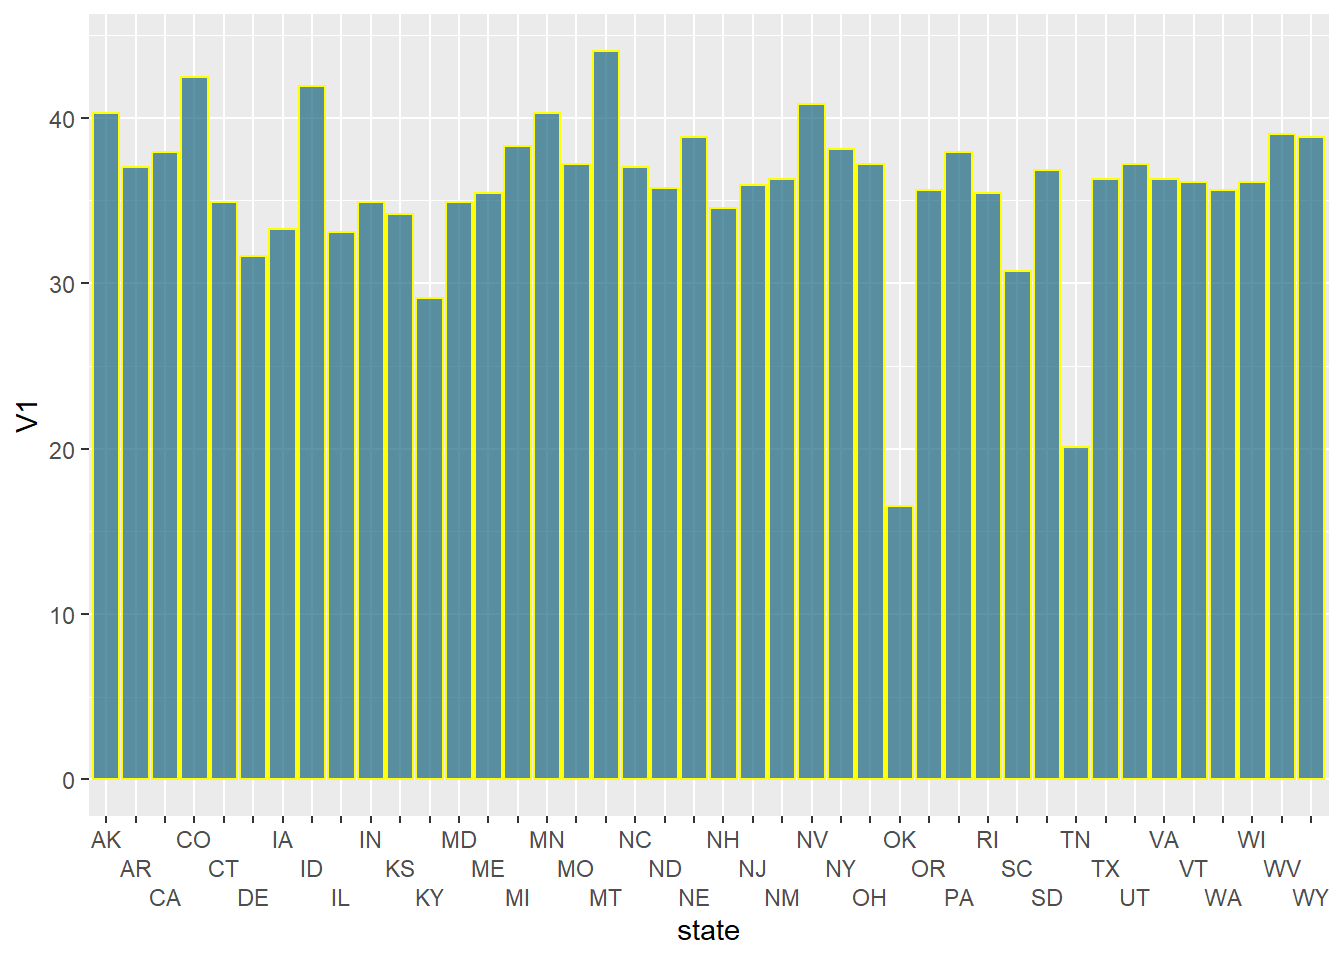 V1
40
30
20
10
0
AK CO IA IN MD MN NC NH NV OK RI TN VA WI
AR CT ID KS ME MO ND NJ NY OR SC TX VT WV
CA DE IL KY MI MT NE NM OH PA SD UT WA WY
state